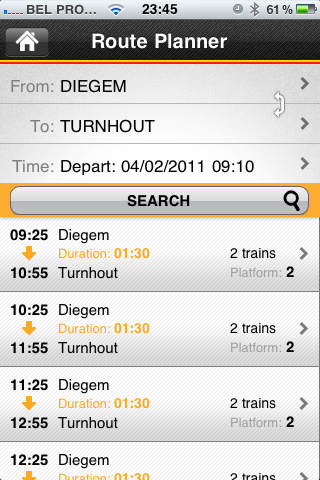 BEL PRO... 23:45 61 %
Route Planner
From: DIEGEM
To: TURNHOUT
Time: Depart: 04/02/2011 09:10
SEARCH
09:25 Diegem
Duration: 01:30 2 trains
10:55 Turnhout Platform: 2
10:25 Diegem
Duration: 01:30 2 trains
11:55 Turnhout Platform: 2
11:25 Diegem
Duration: 01:30 2 trains
12:55 Turnhout Platform: 2
12:25 Diegem
Duration: 01:30 2 trains